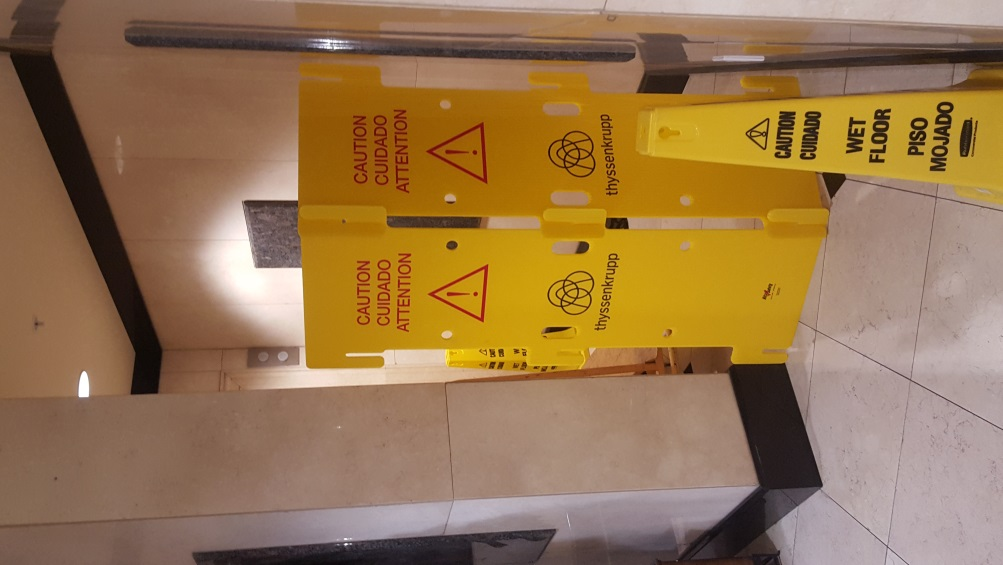 CAUTION
CUIDADO
ATTENTION
thyssenkrupp
CAUTION
CUIDADO
ATTENTION
thyssenkrupp
CAUTION
CUIDADO
WET
FLOOR
PISO
MOJADO